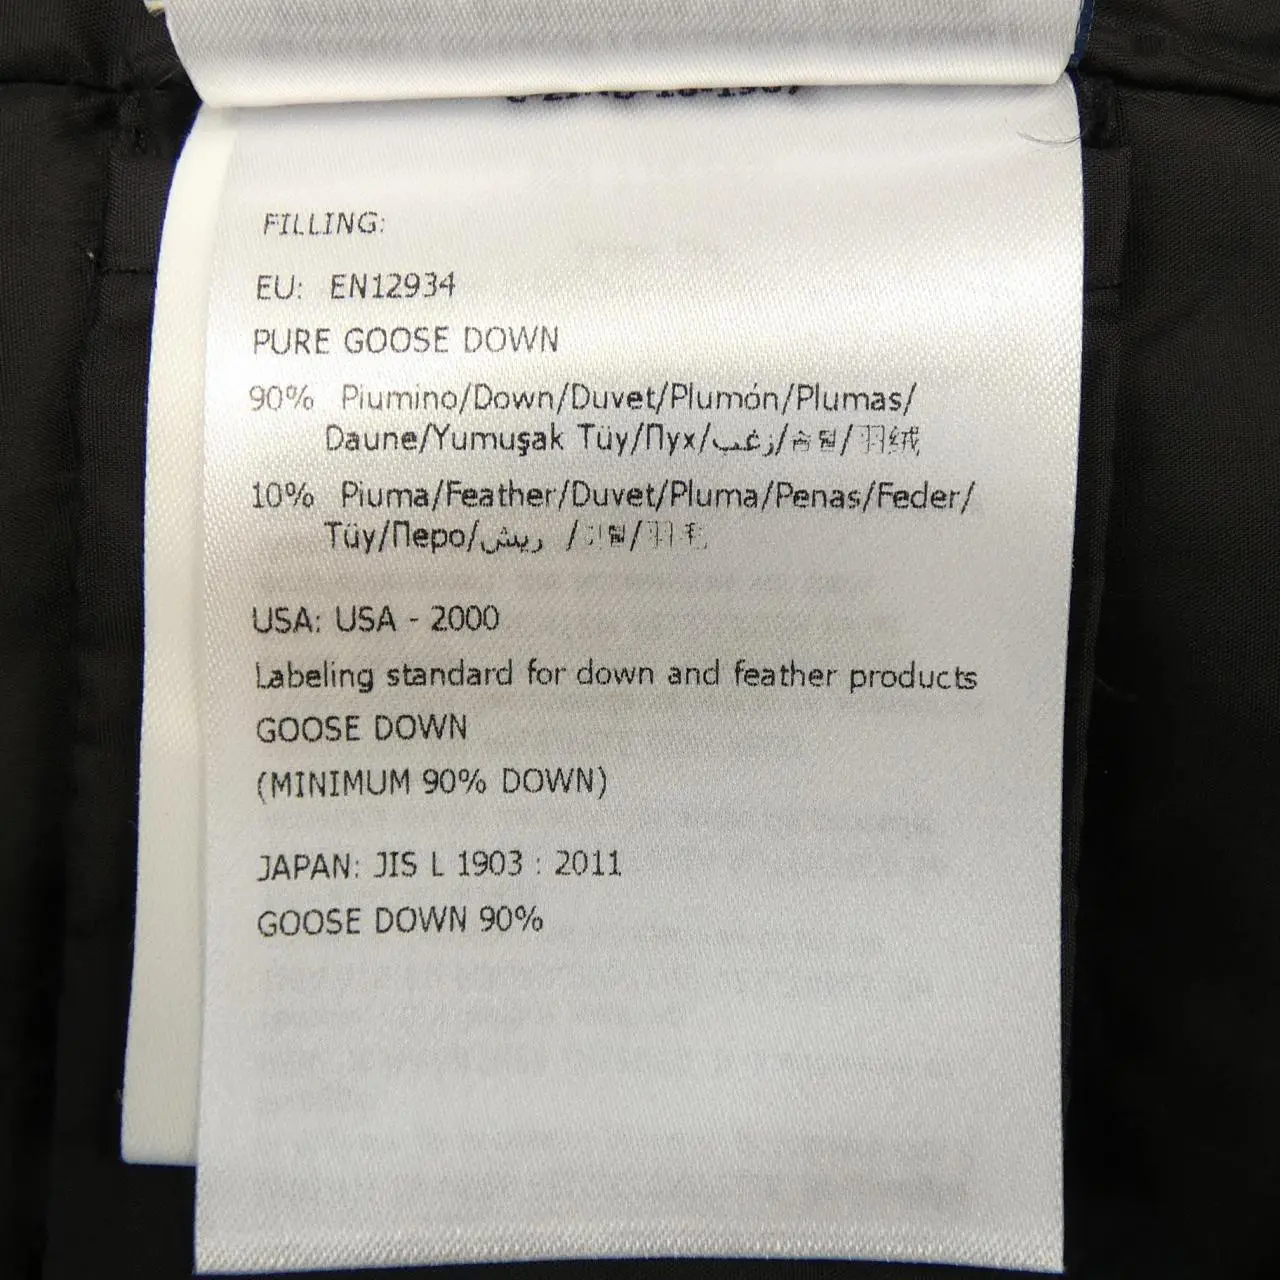 FILLING:
EU: EN12934
PURE GOOSE DOWN
90% Piumino/Down/Duvet/Plumón/Plumas/
Daune/Yumuşak Tüy/Пух/زغب/솜털/羽绒
10% Piuma/Feather/Duvet/Pluma/Penas/Feder/
Tüy/Перо/ريش /깃털/羽毛
USA: USA - 2000
Labeling standard for down and feather products
GOOSE DOWN
(MINIMUM 90% DOWN)
JAPAN: JIS L 1903 : 2011
GOOSE DOWN 90%